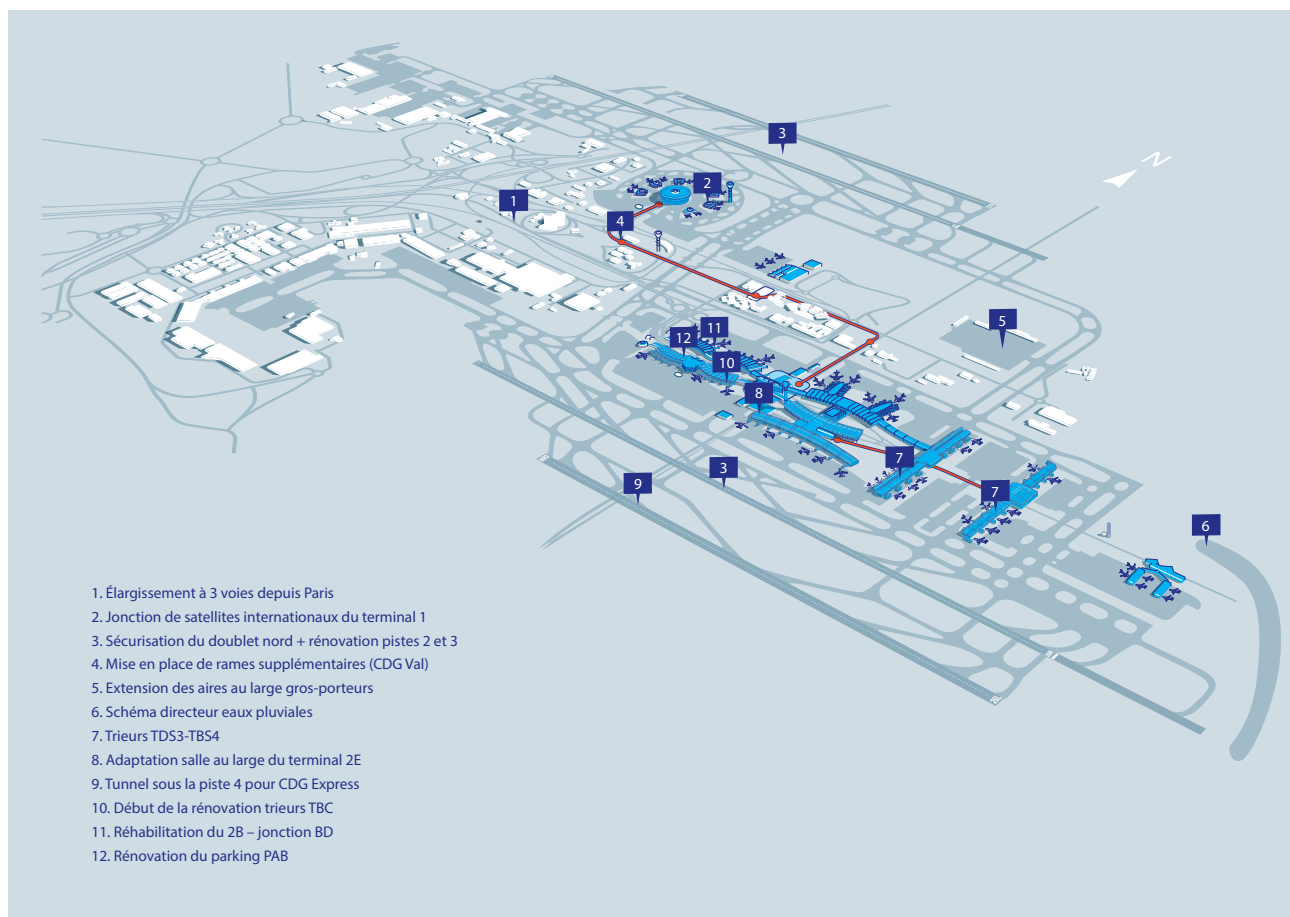 3
N
2
1
4
5
11
12
10
8
3
7
9
7
6
1. Élargissement à 3 voies depuis Paris
2. Jonction de satellites internationaux du terminal 1
3. Sécurisation du doublet nord + rénovation pistes 2 et 3
4. Mise en place de rames supplémentaires (CDG Val)
5. Extension des aires au large gros-porteurs
6. Schéma directeur eaux pluviales
7. Trieurs TDS3-TBS4
8. Adaptation salle au large du terminal 2E
9. Tunnel sous la piste 4 pour CDG Express
10. Début de la rénovation trieurs TBC
11. Réhabilitation du 2B – jonction BD
12. Rénovation du parking PAB